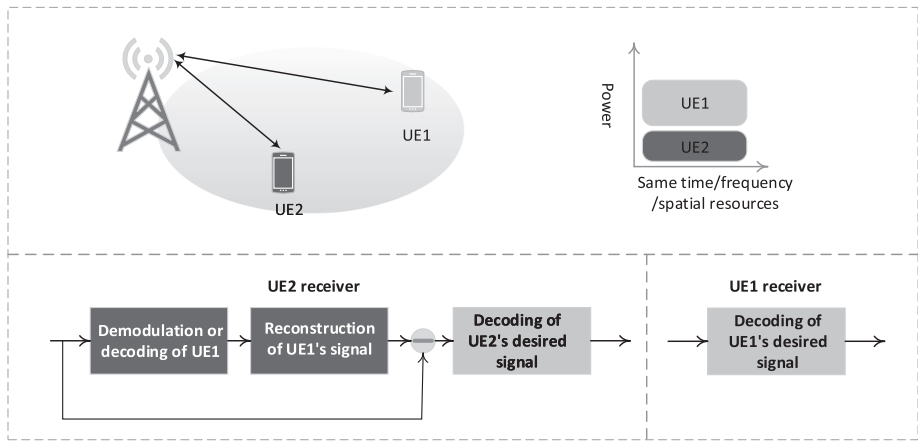 UE1
UE2
Power
UE1
UE2
Same time/frequency
/spatial resources
UE2 receiver
Demodulation or
decoding of UE1
Reconstruction
of UE1's signal
Decoding of
UE2's desired
signal
UE1 receiver
Decoding of
UE1's desired
signal